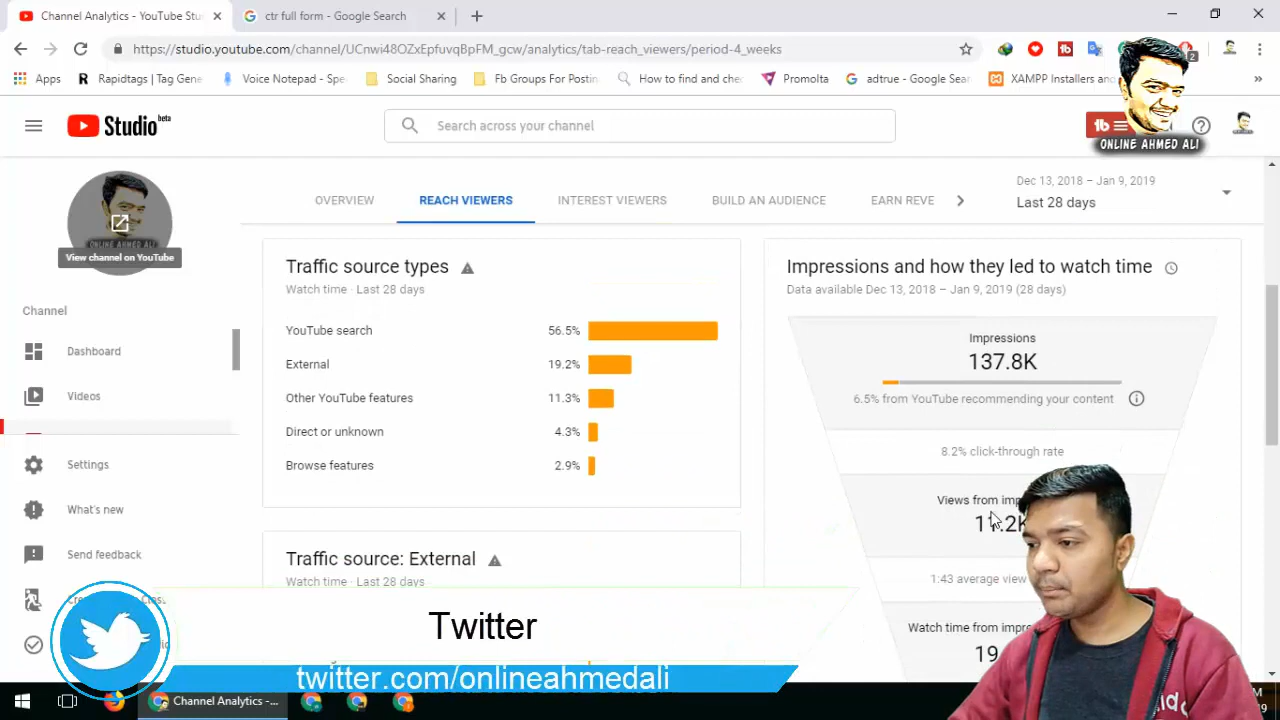 Channel Analytics - YouTube Stu
ctr full form - Google Search
https://studio.youtube.com/channel/UCnwi48OZxEpfuvqBpFM_gcw/analytics/tab-reach_viewers/period-4_weeks
Apps
Rapidtags | Tag Gene
Voice Notepad - Spe
Social Sharing
Fb Groups For Postin
How to find and che
Promolta
adtrue - Google Sea
XAMPP Installers an
Studio beta
Search across your channel
ONLINE AHMED ALI
View channel on YouTube
OVERVIEW
REACH VIEWERS
INTEREST VIEWERS
BUILD AN AUDIENCE
EARN REVE
Dec 13, 2018 – Jan 9, 2019
Last 28 days
Channel
Dashboard
Videos
Settings
What's new
Send feedback
Traffic source types
Watch time · Last 28 days
YouTube search 56.5%
External 19.2%
Other YouTube features 11.3%
Direct or unknown 4.3%
Browse features 2.9%
Traffic source: External
Watch time · Last 28 days
Impressions and how they led to watch time
Data available Dec 13, 2018 – Jan 9, 2019 (28 days)
Impressions
137.8K
6.5% from YouTube recommending your content
8.2% click-through rate
Views from imp
11.2K
1:43 average view
Watch time from impre
19
Twitter
twitter.com/onlineahmedali
Channel Analytics -...